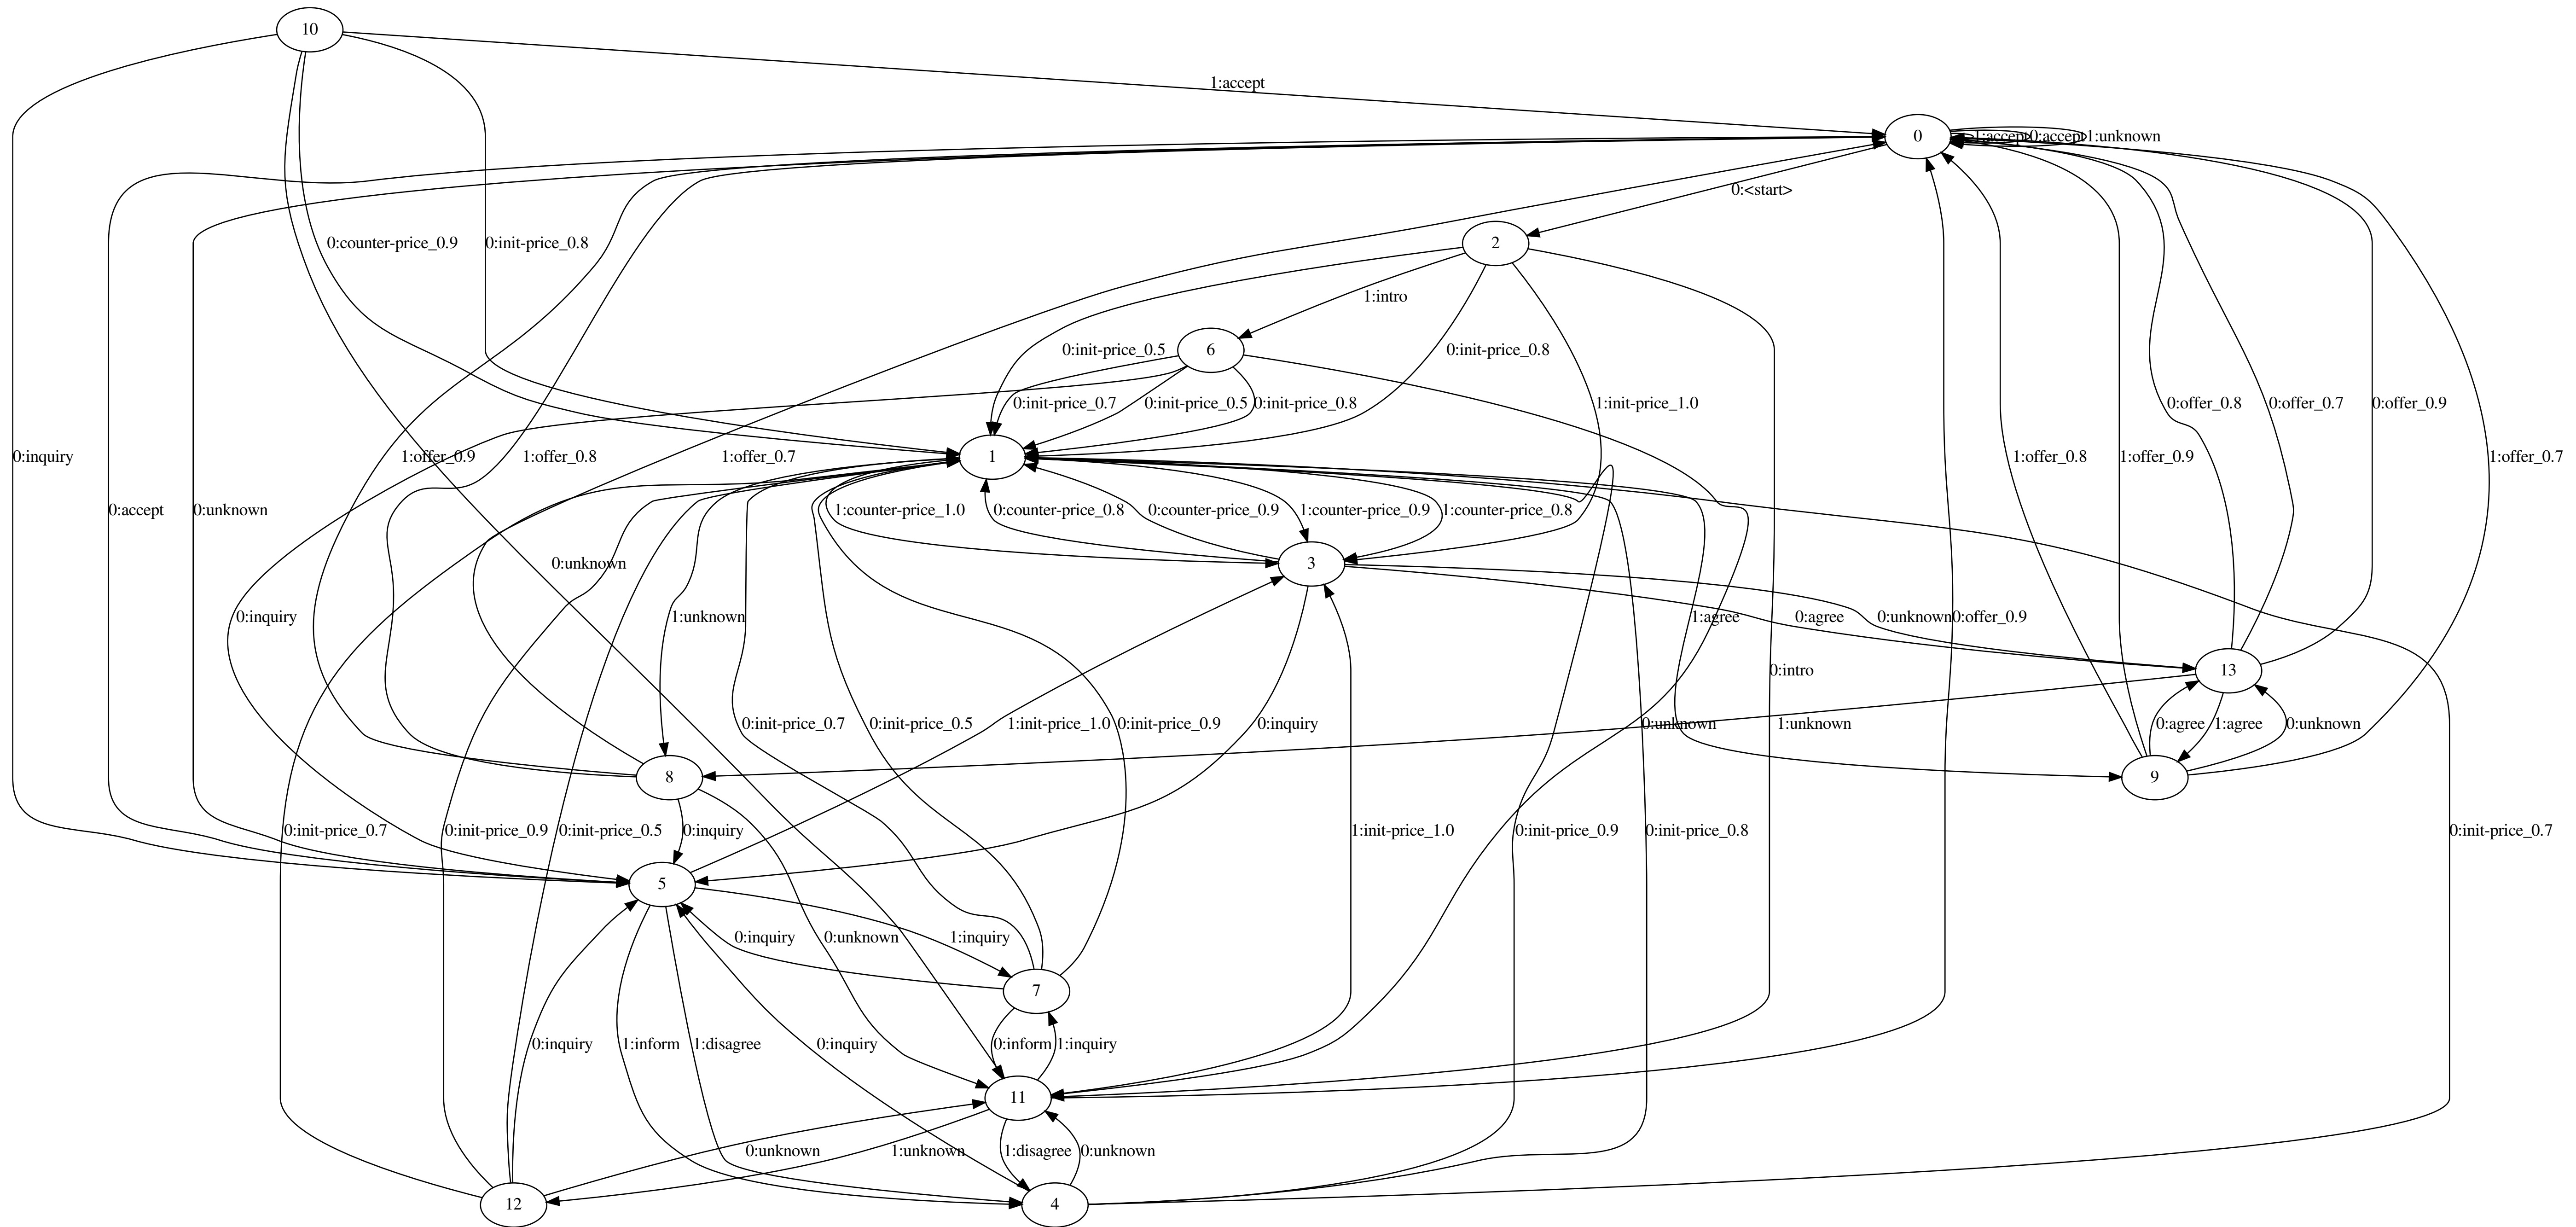 10
1:accept
0
1:accept
0:accept
1:unknown
0:<start>
2
0:counter-price_0.9
0:init-price_0.8
1:intro
6
0:init-price_0.5
0:init-price_0.8
0:init-price_0.7
0:init-price_0.5
0:init-price_0.8
1:init-price_1.0
0:offer_0.8
0:offer_0.7
0:offer_0.9
0:inquiry
1:offer_0.9
1:offer_0.8
1:offer_0.7
1
1:offer_0.8
1:offer_0.9
1:offer_0.7
0:accept
0:unknown
1:counter-price_1.0
0:counter-price_0.8
0:counter-price_0.9
1:counter-price_0.9
1:counter-price_0.8
0:unknown
3
0:inquiry
1:unknown
1:agree
0:agree
0:unknown
0:offer_0.9
13
0:intro
0:init-price_0.7
0:init-price_0.5
1:init-price_1.0
0:init-price_0.9
0:inquiry
0:unknown
1:unknown
0:agree
1:agree
0:unknown
8
9
0:init-price_0.7
0:init-price_0.9
0:init-price_0.5
0:inquiry
1:init-price_1.0
0:init-price_0.9
0:init-price_0.8
0:init-price_0.7
5
0:inquiry
0:unknown
1:inquiry
7
0:inquiry
1:inform
1:disagree
0:inquiry
0:inform
1:inquiry
11
0:unknown
1:unknown
1:disagree
0:unknown
12
4